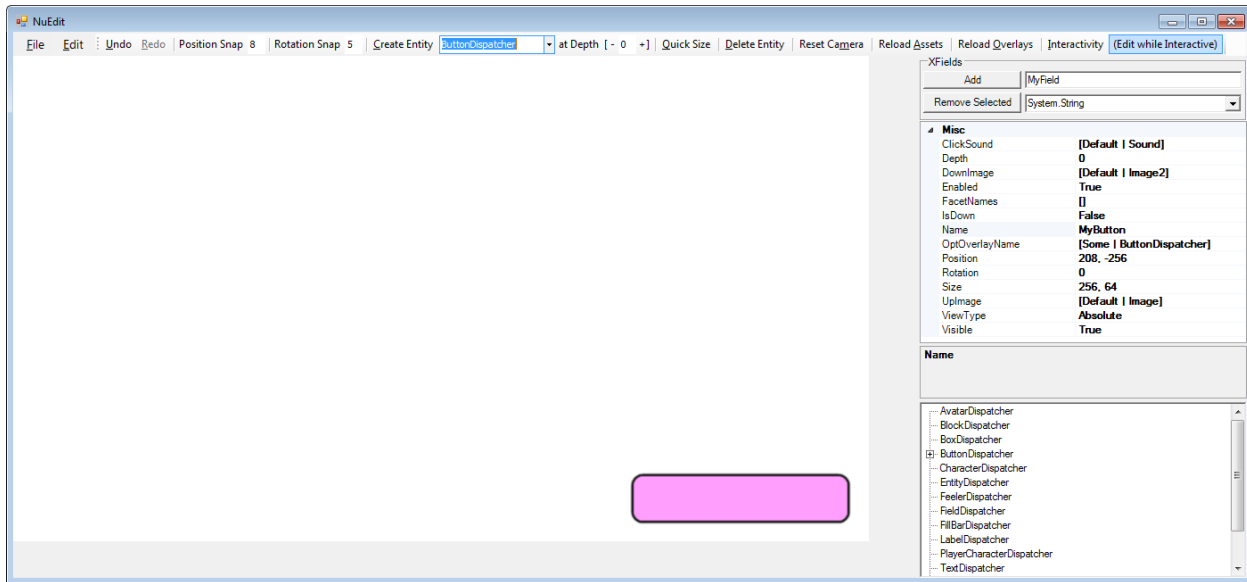 NuEdit
File Edit Undo Redo Position Snap 8 Rotation Snap 5 Create Entity ButtonDispatcher at Depth [ - 0 +] Quick Size Delete Entity Reset Camera Reload Assets Reload Overlays Interactivity (Edit while Interactive)
XFields
Add MyField
Remove Selected System.String
Misc
ClickSound [Default | Sound]
Depth 0
DownImage [Default | Image2]
Enabled True
FacetNames []
IsDown False
Name MyButton
OptOverlayName [Some | ButtonDispatcher]
Position 208, -256
Rotation 0
Size 256, 64
UpImage [Default | Image]
ViewType Absolute
Visible True
Name
AvatarDispatcher
BlockDispatcher
BoxDispatcher
ButtonDispatcher
CharacterDispatcher
EntityDispatcher
FeelerDispatcher
FieldDispatcher
FillBarDispatcher
LabelDispatcher
PlayerCharacterDispatcher
TextDispatcher